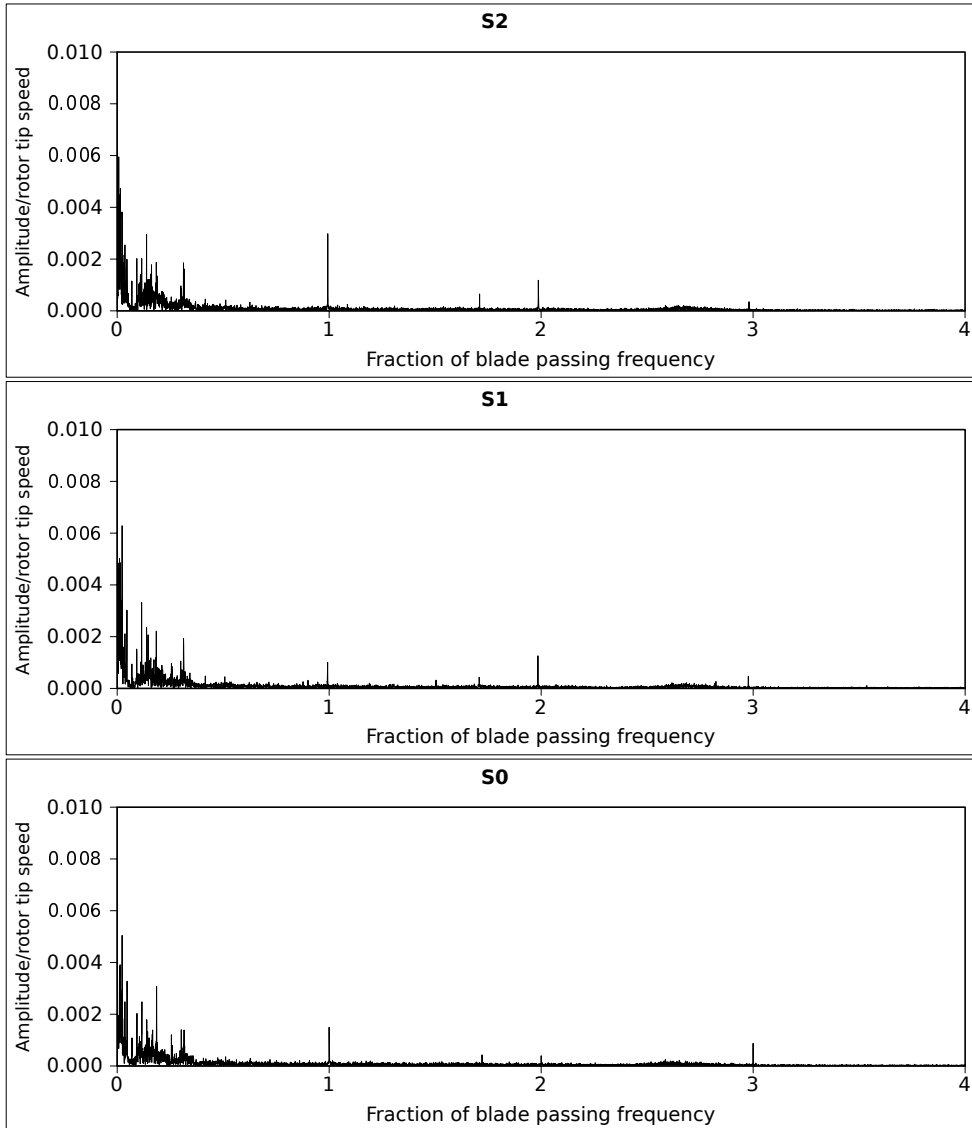 S2
0.010
0.008
0.006
0.004
0.002
0.000
Amplitude/rotor tip speed
0 1 2 3 4
Fraction of blade passing frequency
S1
0.010
0.008
0.006
0.004
0.002
0.000
Amplitude/rotor tip speed
0 1 2 3 4
Fraction of blade passing frequency
S0
0.010
0.008
0.006
0.004
0.002
0.000
Amplitude/rotor tip speed
0 1 2 3 4
Fraction of blade passing frequency